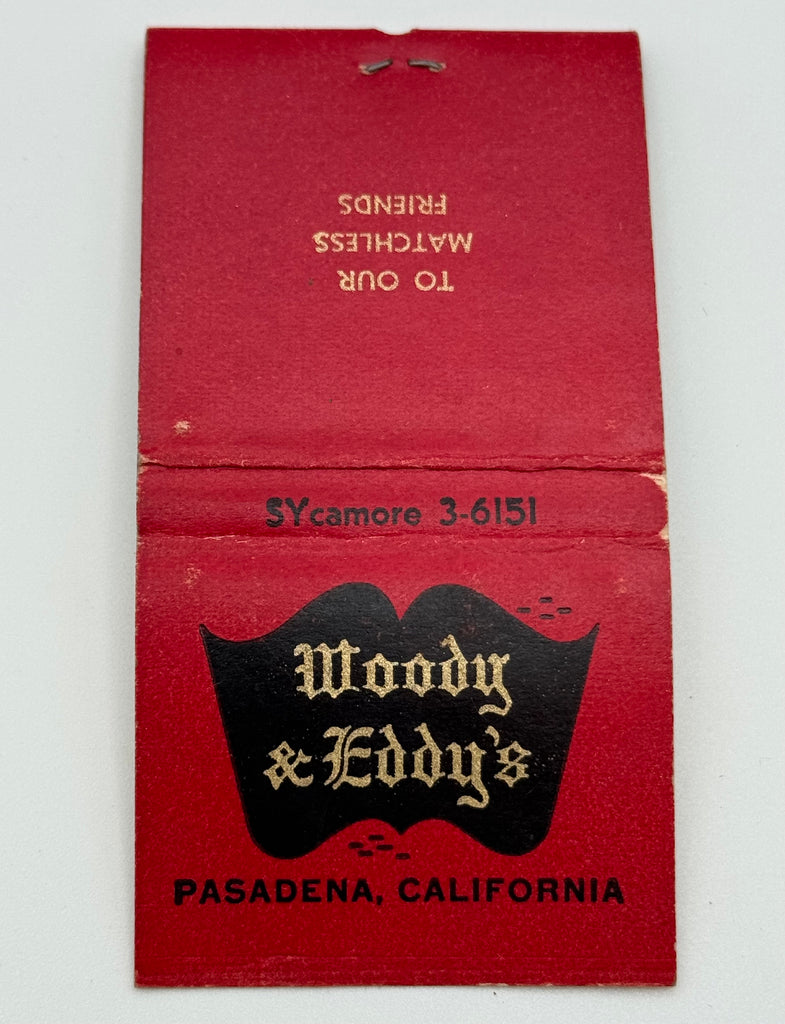 TO OUR
MATCHLESS
FRIENDS
SYcamore 3-6151
Woody
& Eddy's
PASADENA, CALIFORNIA